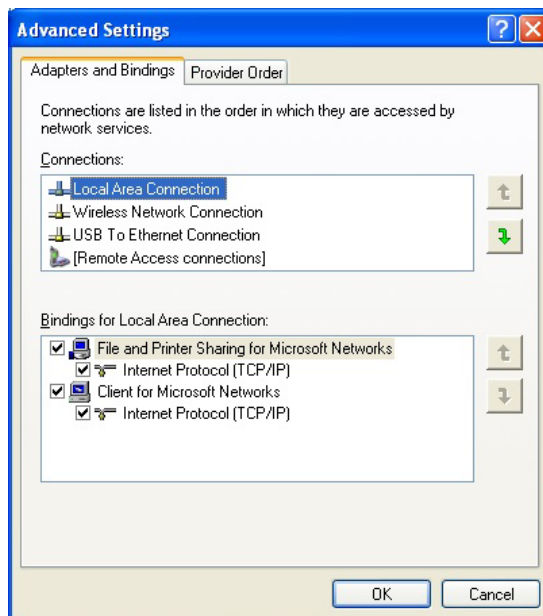 Advanced Settings
Adapters and Bindings
Provider Order
Connections are listed in the order in which they are accessed by
network services.
Connections:
Local Area Connection
Wireless Network Connection
USB To Ethernet Connection
[Remote Access connections]
Bindings for Local Area Connection:
File and Printer Sharing for Microsoft Networks
Internet Protocol (TCP/IP)
Client for Microsoft Networks
Internet Protocol (TCP/IP)
OK
Cancel